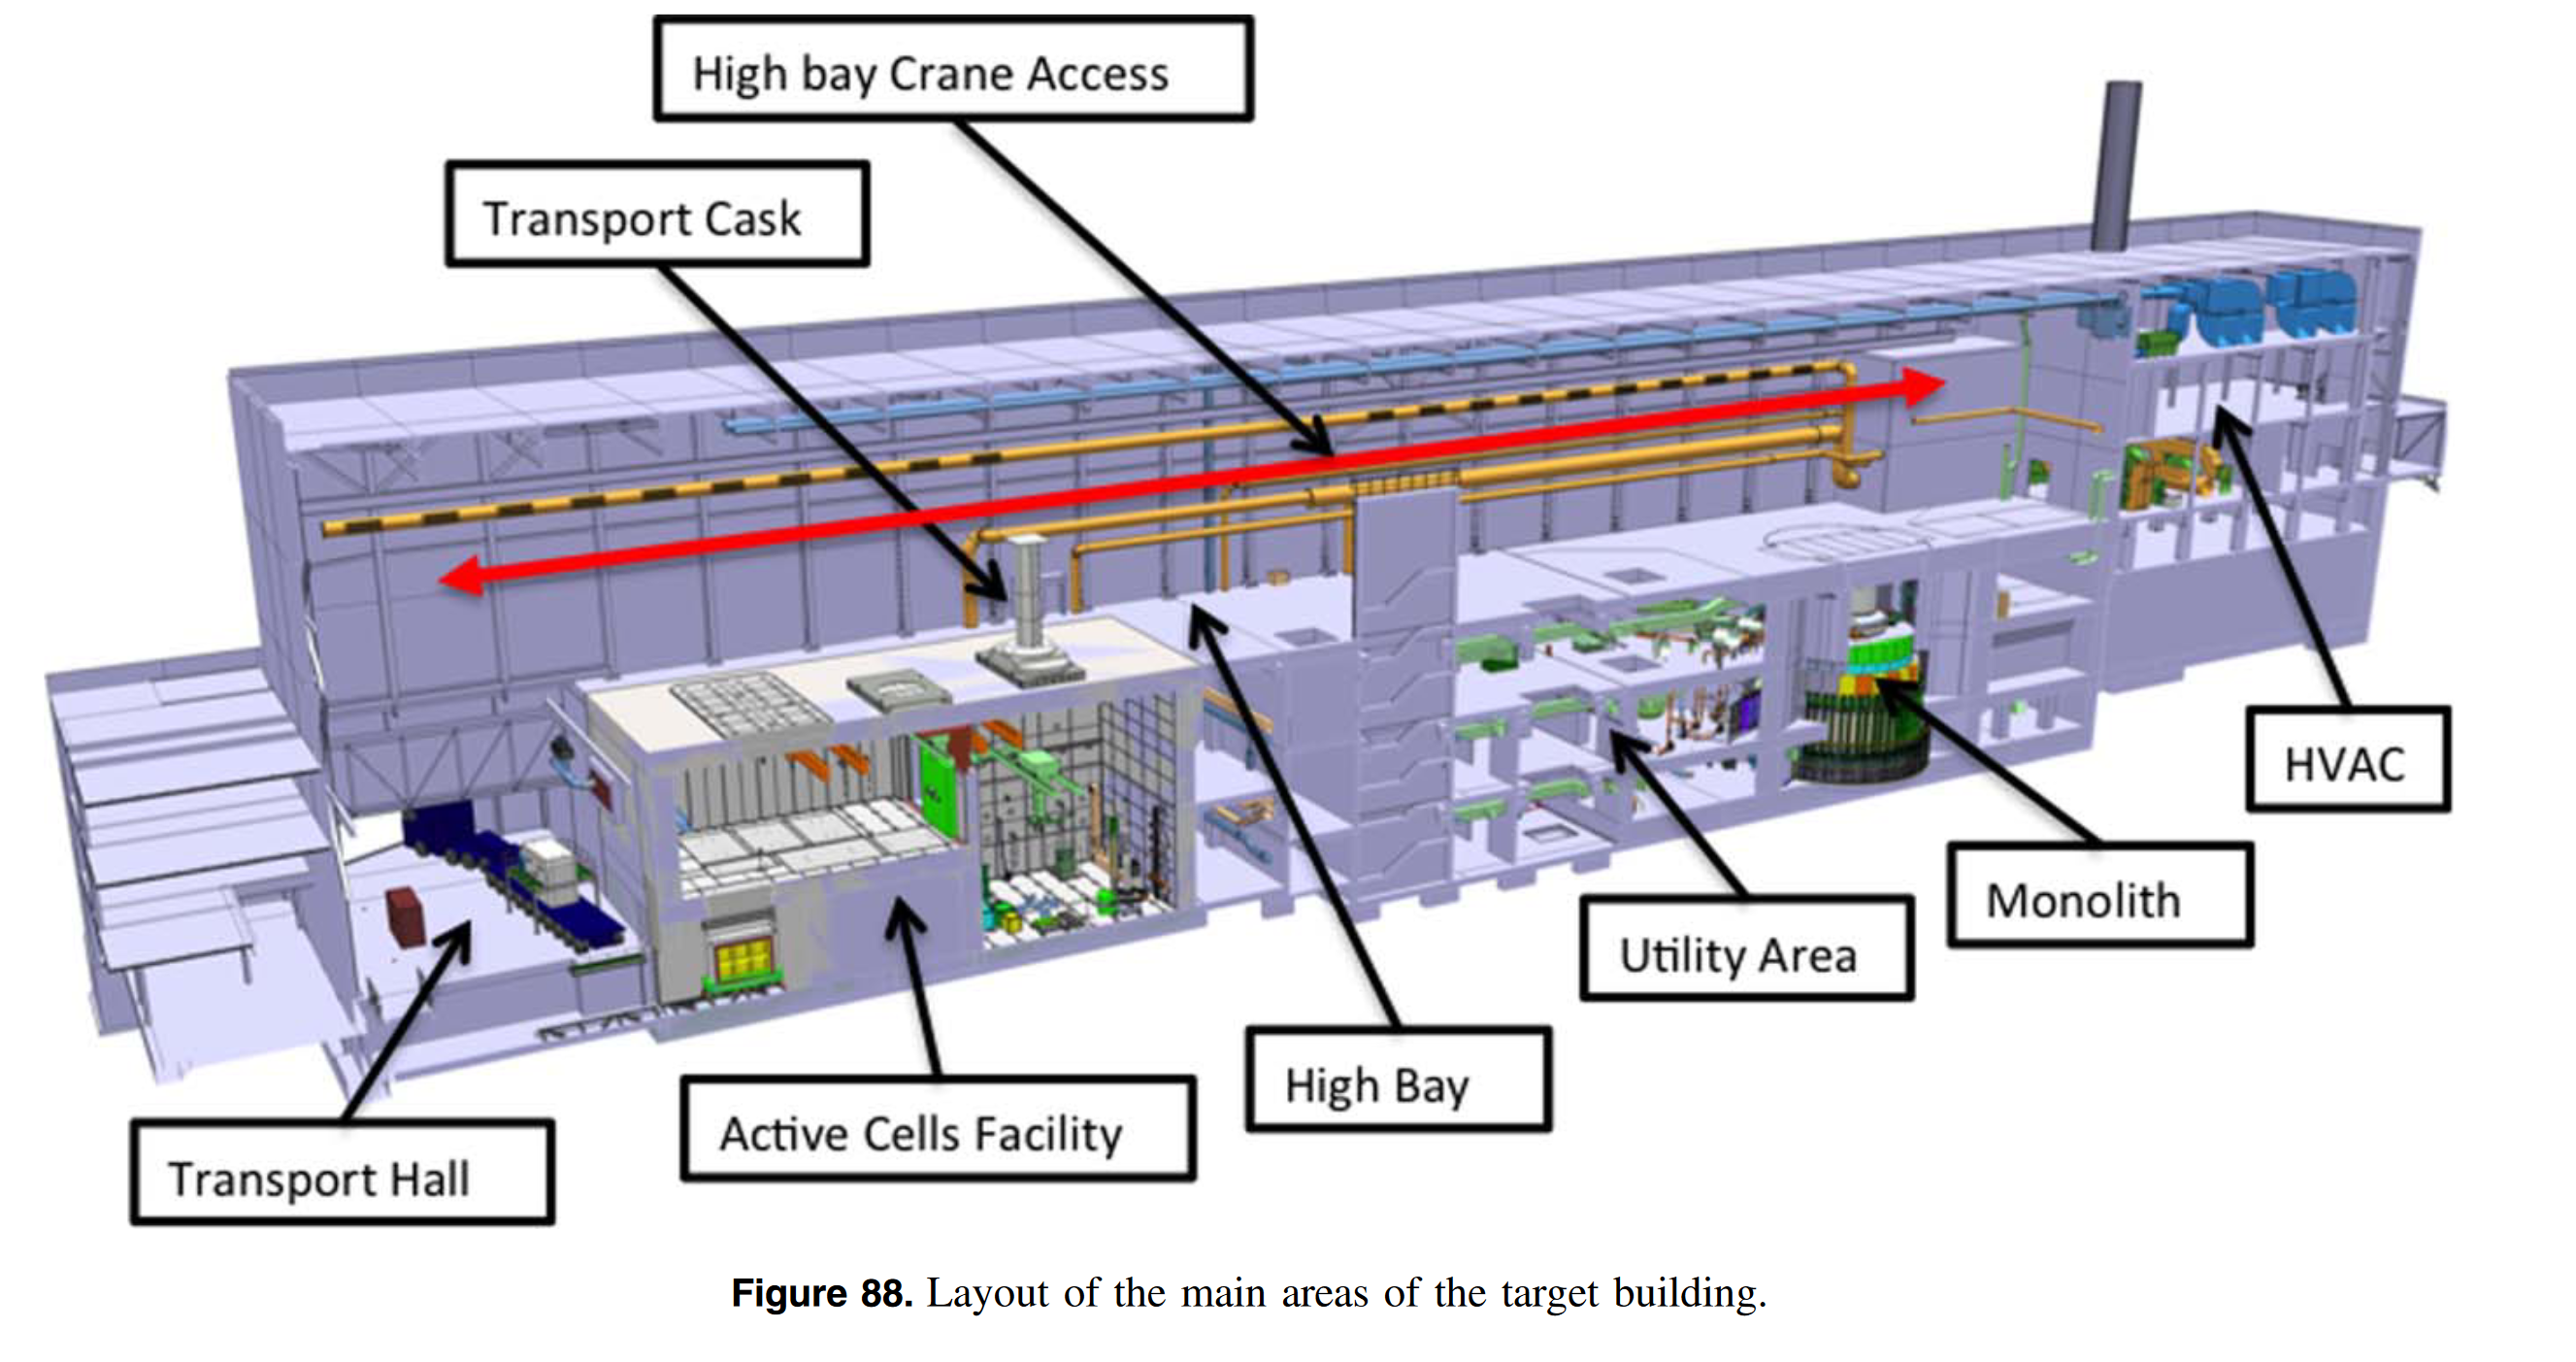 High bay Crane Access
Transport Cask
HVAC
Monolith
Utility Area
High Bay
Active Cells Facility
Transport Hall
Figure 88. Layout of the main areas of the target building.